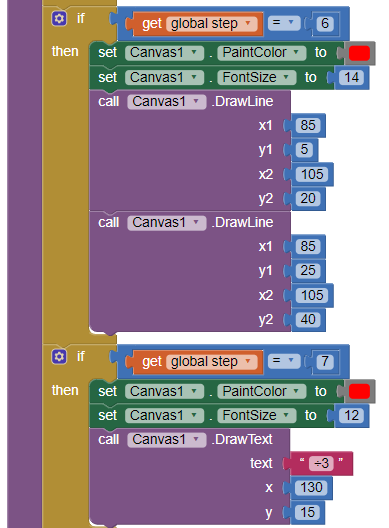 if get global step = 6
then set Canvas1 . PaintColor to
set Canvas1 . FontSize to 14
call Canvas1 .DrawLine
x1 85
y1 5
x2 105
y2 20
call Canvas1 .DrawLine
x1 85
y1 25
x2 105
y2 40
if get global step = 7
then set Canvas1 . PaintColor to
set Canvas1 . FontSize to 12
call Canvas1 .DrawText
text “ ÷3 ”
x 130
y 15